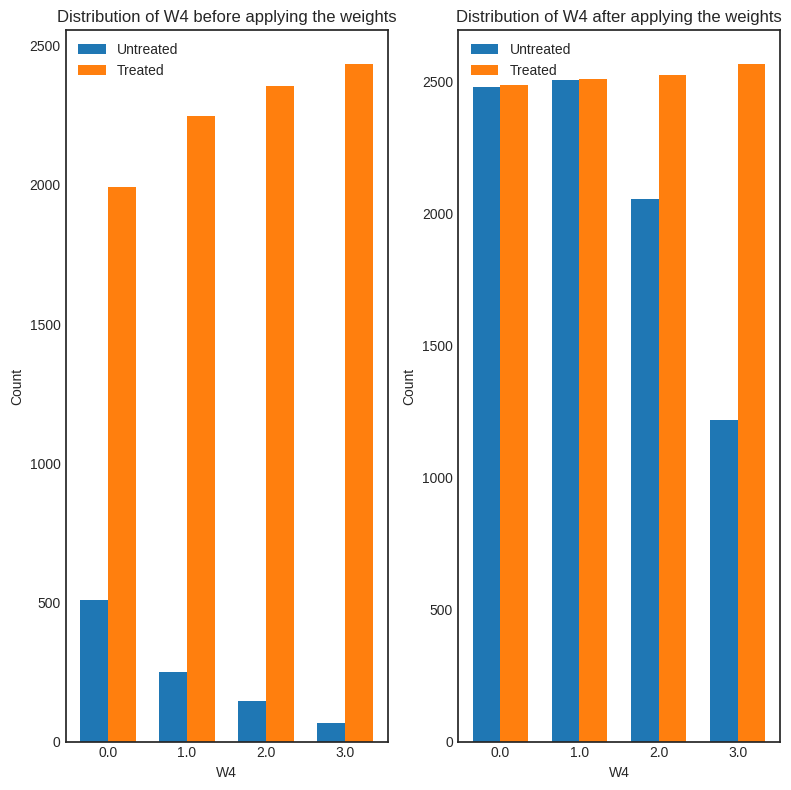 Distribution of W4 before applying the weights
2500
2000
1500
1000
500
0
Count
Untreated
Treated
0.0 1.0 2.0 3.0
W4
Distribution of W4 after applying the weights
2500
2000
1500
1000
500
0
Count
Untreated
Treated
0.0 1.0 2.0 3.0
W4